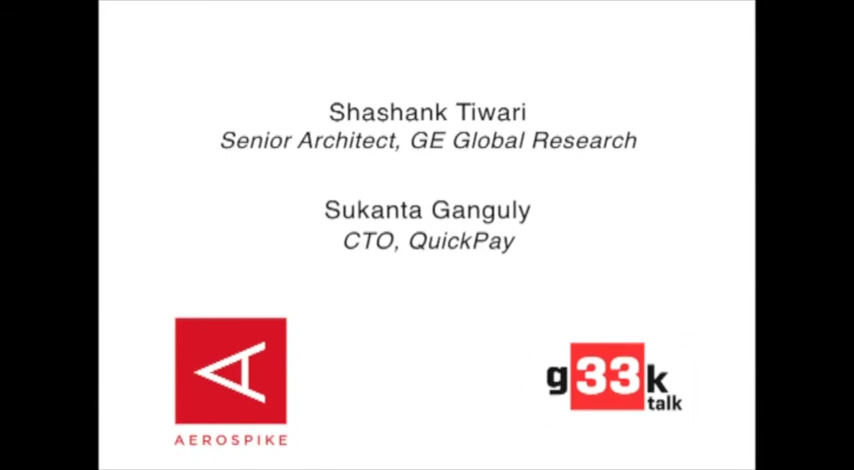 Shashank Tiwari
Senior Architect, GE Global Research
Sukanta Ganguly
CTO, QuickPay
AEROSPIKE
g33k
talk